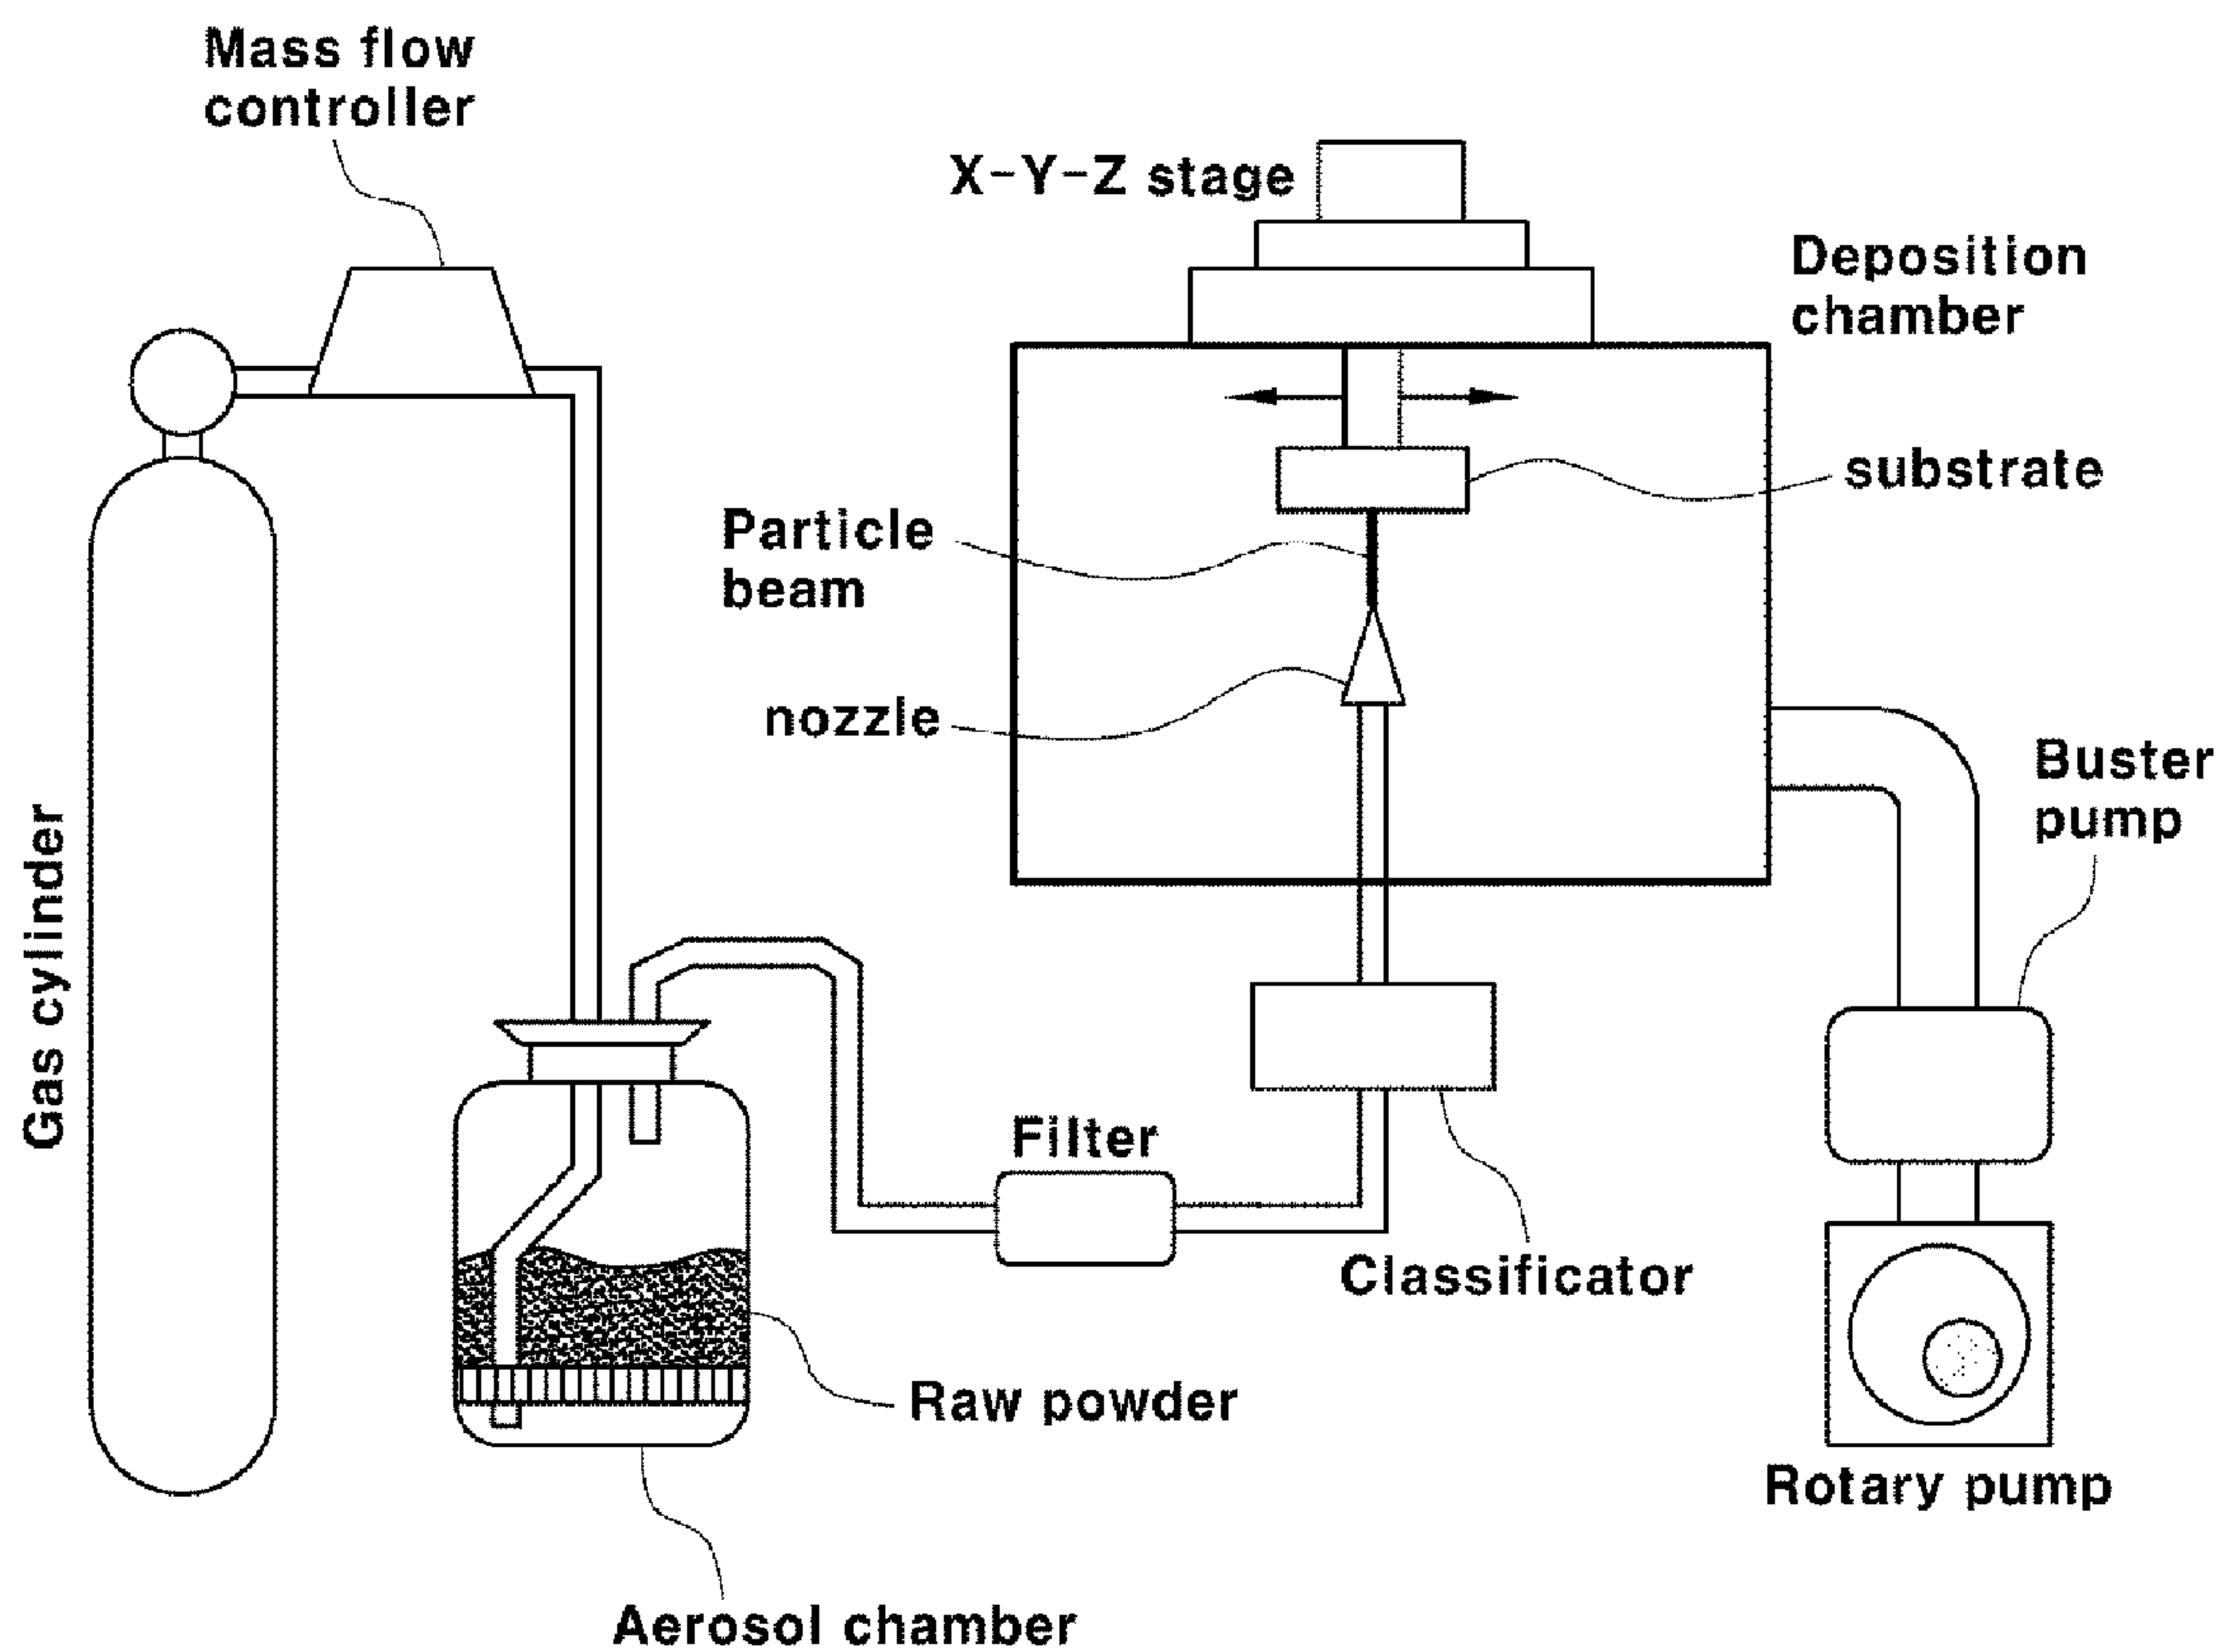 Mass flow
controller
X-Y-Z stage
Deposition
chamber
substrate
Particle
beam
nozzle
Buster
pump
Gas cylinder
Filter
Classificator
Raw powder
Rotary pump
Aerosol chamber